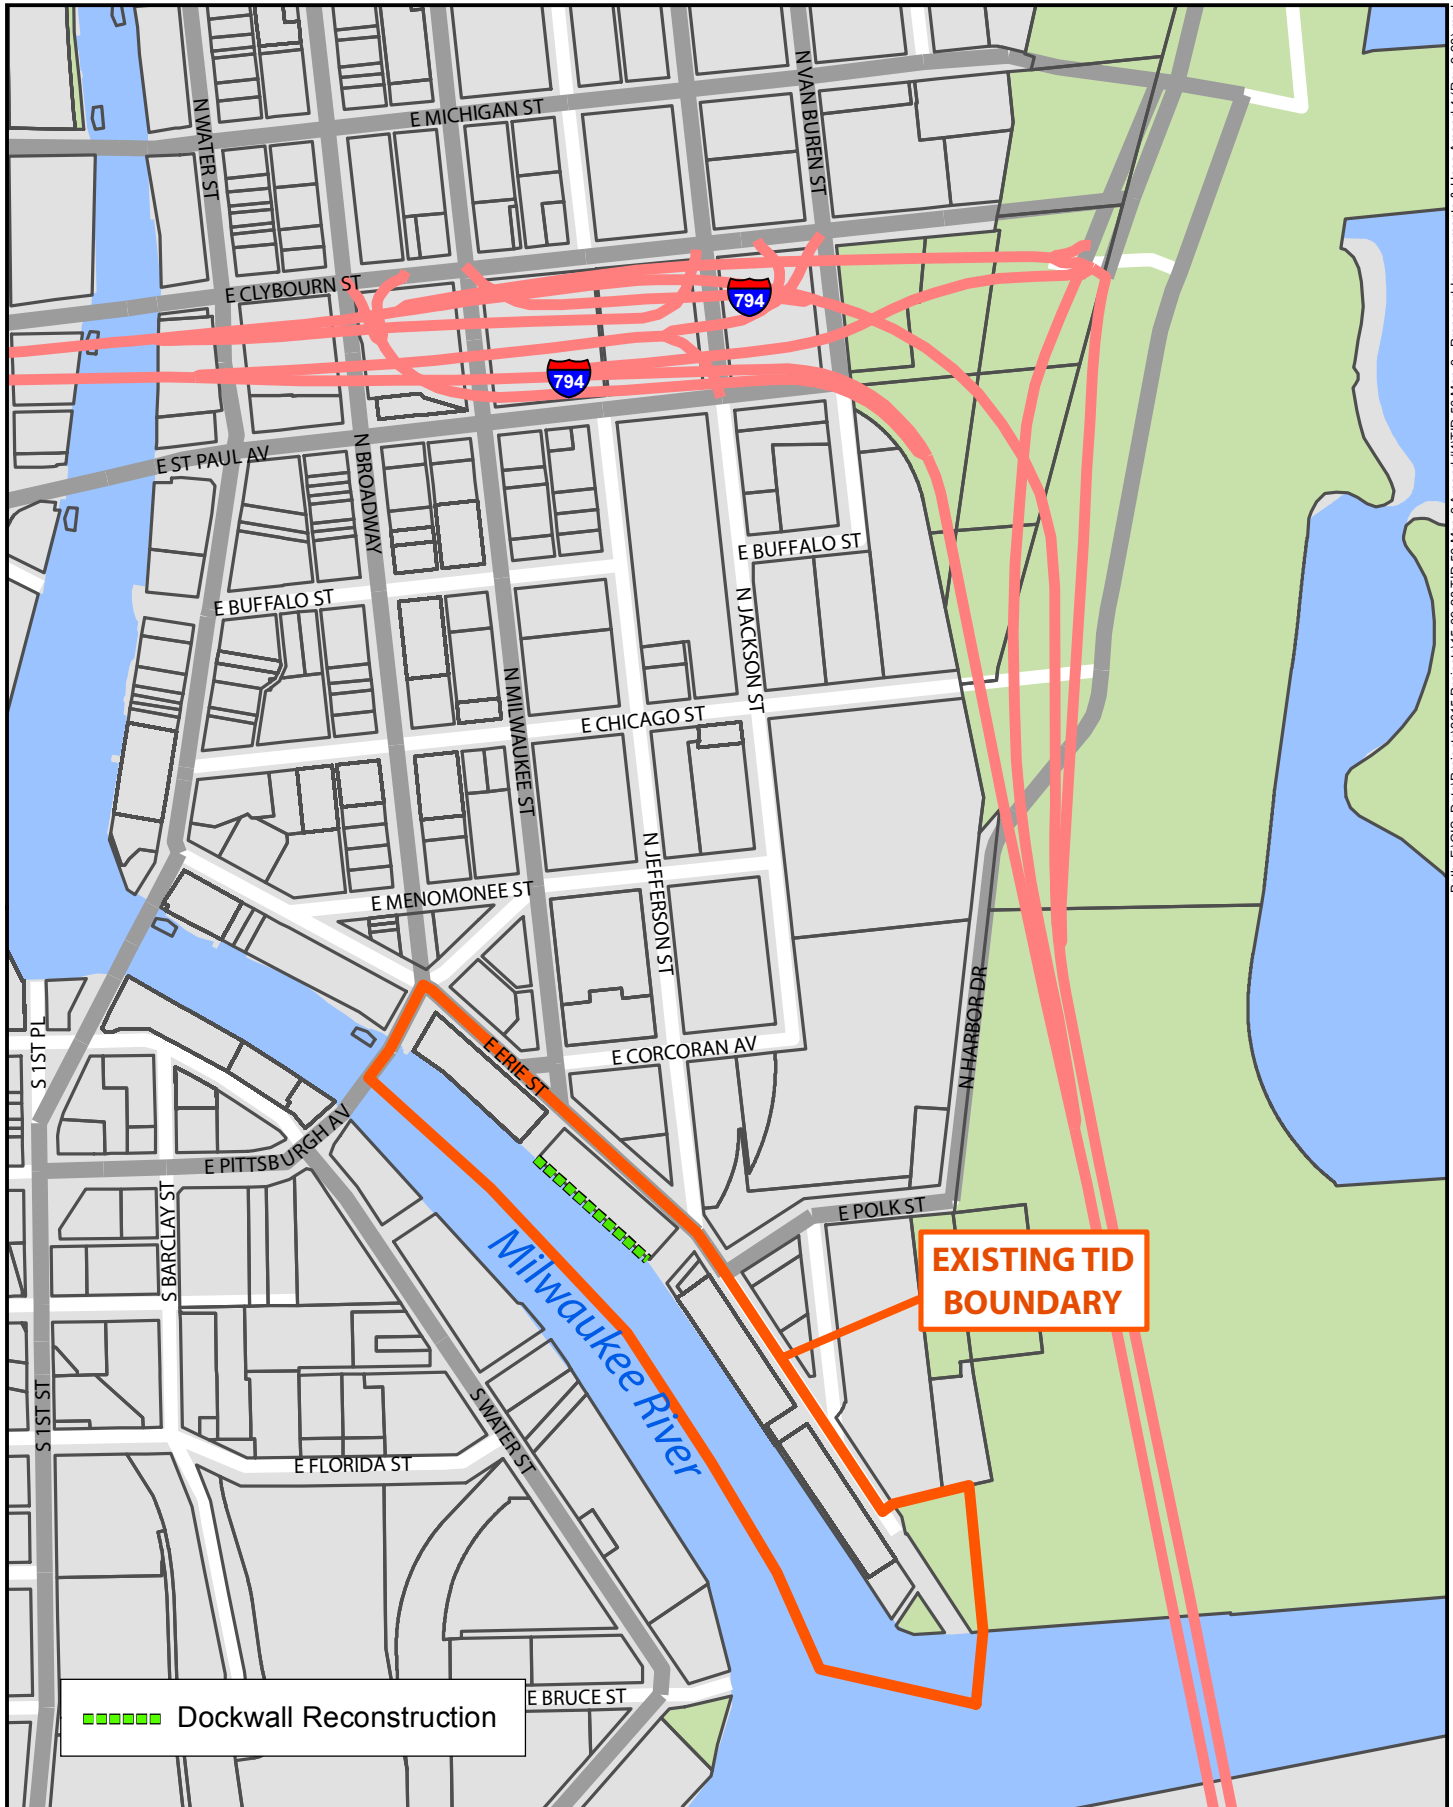 N WATER ST
E MICHIGAN ST
N VAN BUREN ST
E CLYBOURN ST
794
794
E ST PAUL AV
N BROADWAY
E BUFFALO ST
E BUFFALO ST
N JACKSON ST
N MILWAUKEE ST
E CHICAGO ST
N JEFFERSON ST
E MENOMONEE ST
N HARBOR DR
S 1ST PL
E ERIE ST
E CORCORAN AV
E PITTSBURGH AV
S BARCLAY ST
E POLK ST
EXISTING TID
BOUNDARY
Milwaukee River
S 1ST ST
S WATER ST
E FLORIDA ST
E BRUCE ST
Dockwall Reconstruction